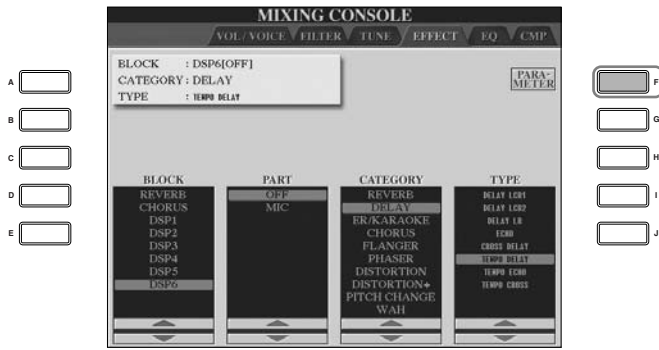 MIXING CONSOLE
VOL/VOICE FILTER TUNE EFFECT EQ CMP
BLOCK : DSP6[OFF]
CATEGORY : DELAY
TYPE : TEMPO DELAY
PARA-
METER
A
B
C
D
E
F
G
H
I
J
BLOCK
REVERB
CHORUS
DSP1
DSP2
DSP3
DSP4
DSP5
DSP6
PART
OFF
MIC
CATEGORY
REVERB
DELAY
ER/KARAOKE
CHORUS
FLANGER
PHASER
DISTORTION
DISTORTION+
PITCH CHANGE
WAH
TYPE
DELAY LCR1
DELAY LCR2
DELAY LR
ECHO
CROSS DELAY
TEMPO DELAY
TEMPO ECHO
TEMPO CROSS